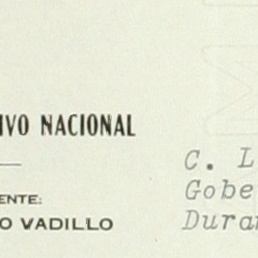 IVO NACIONAL
ENTE:
O VADILLO
C. L
Gobe
Duran